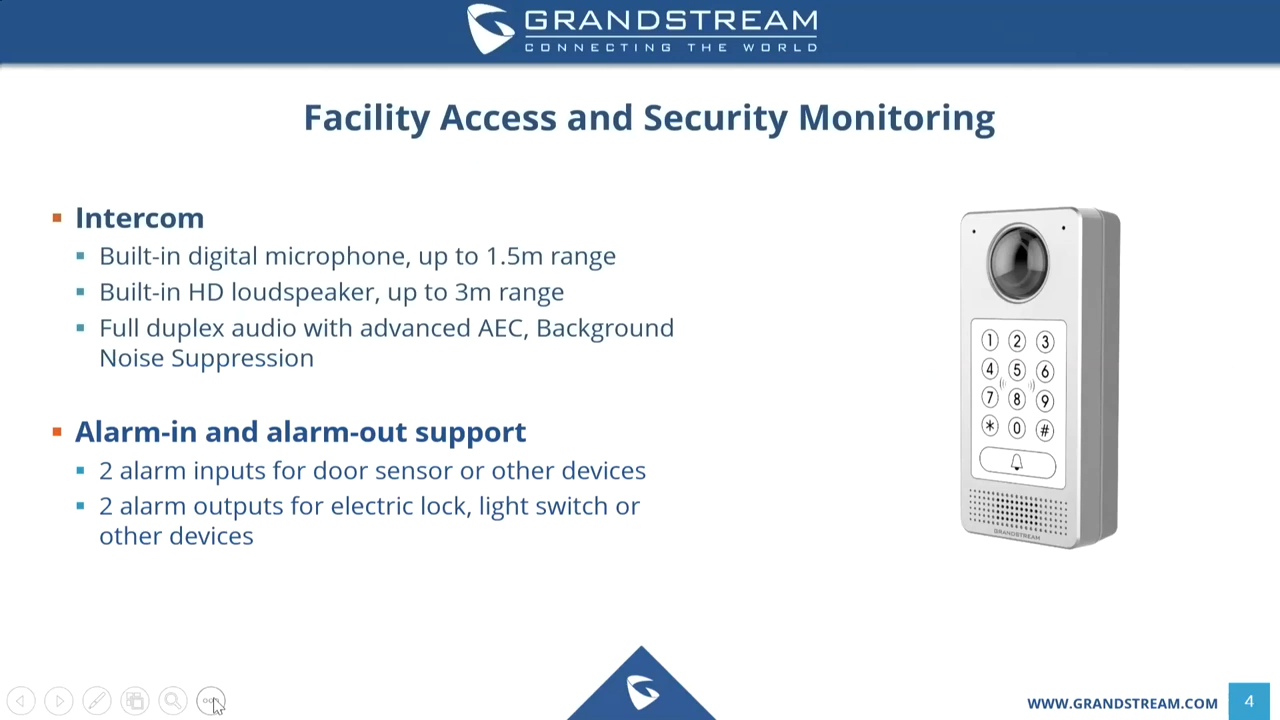 GRANDSTREAM
CONNECTING THE WORLD
Facility Access and Security Monitoring
Intercom
Built-in digital microphone, up to 1.5m range
Built-in HD loudspeaker, up to 3m range
Full duplex audio with advanced AEC, Background
Noise Suppression
Alarm-in and alarm-out support
2 alarm inputs for door sensor or other devices
2 alarm outputs for electric lock, light switch or
other devices
1 2 3
4 5 6
7 8 9
* 0 #
GRANDSTREAM
WWW.GRANDSTREAM.COM
4